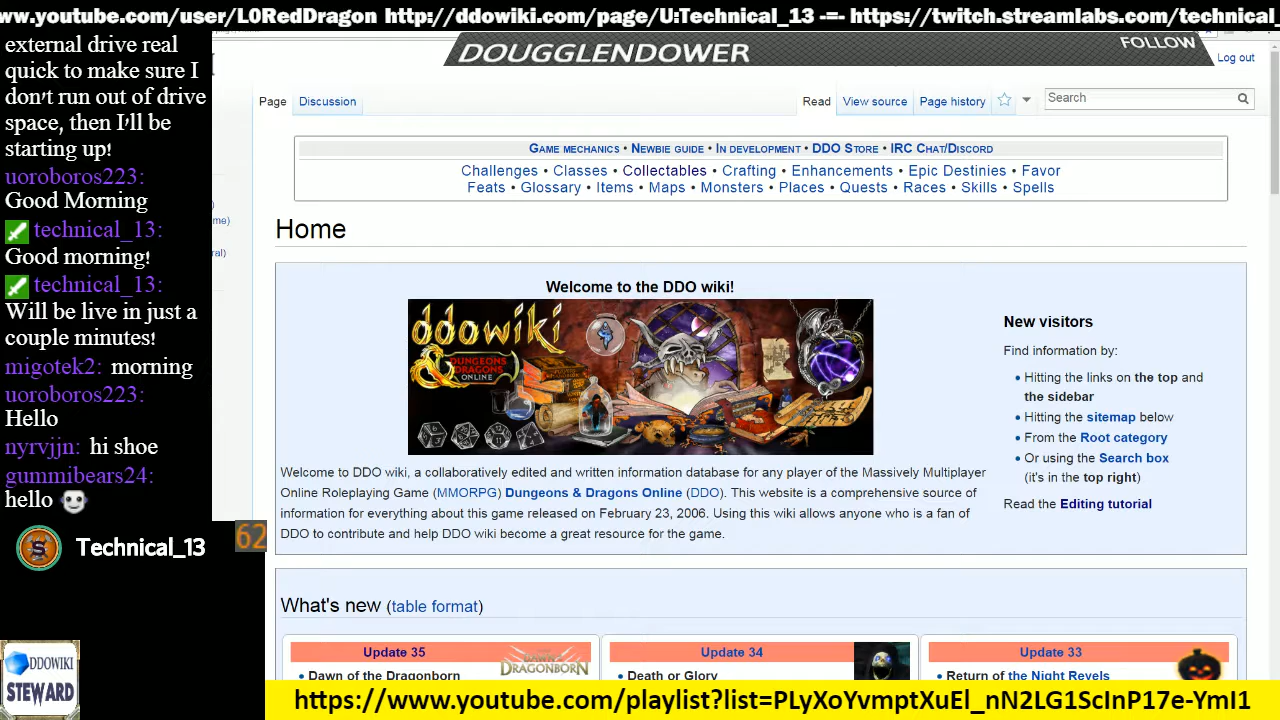 ww.youtube.com/user/L0RedDragon http://ddowiki.com/page/U:Technical_13 -=- https://twitch.streamlabs.com/technical_
external drive real
quick to make sure I
don't run out of drive
space, then I'll be
starting up!
uoroboros223:
Good Morning
technical_13:
Good morning!
technical_13:
Will be live in just a
couple minutes!
migotek2: morning
uoroboros223:
Hello
nyrvjjn: hi shoe
gummibears24:
hello
Technical_13
62
DDOWIKI
STEWARD
me)
ral)
DOUGGLENDOWER
FOLLOW
Log out
Page
Discussion
Read
View source
Page history
Search
Game mechanics • Newbie guide • In development • DDO Store • IRC Chat/Discord
Challenges • Classes • Collectables • Crafting • Enhancements • Epic Destinies • Favor
Feats • Glossary • Items • Maps • Monsters • Places • Quests • Races • Skills • Spells
Home
Welcome to the DDO wiki!
ddowiki
&
DUNGEONS
DRAGONS
ONLINE
Welcome to DDO wiki, a collaboratively edited and written information database for any player of the Massively Multiplayer
Online Roleplaying Game (MMORPG) Dungeons & Dragons Online (DDO). This website is a comprehensive source of
information for everything about this game released on February 23, 2006. Using this wiki allows anyone who is a fan of
DDO to contribute and help DDO wiki become a great resource for the game.
New visitors
Find information by:
• Hitting the links on the top and
the sidebar
• Hitting the sitemap below
• From the Root category
• Or using the Search box
(it's in the top right)
Read the Editing tutorial
What's new (table format)
Update 35
DAWN OF
DRAGONBORN
Dawn of the Dragonborn
Update 34
Death or Glory
Update 33
Return of the Night Revels
https://www.youtube.com/playlist?list=PLyXoYvmptXuEl_nN2LG1ScInP17e-YmI1